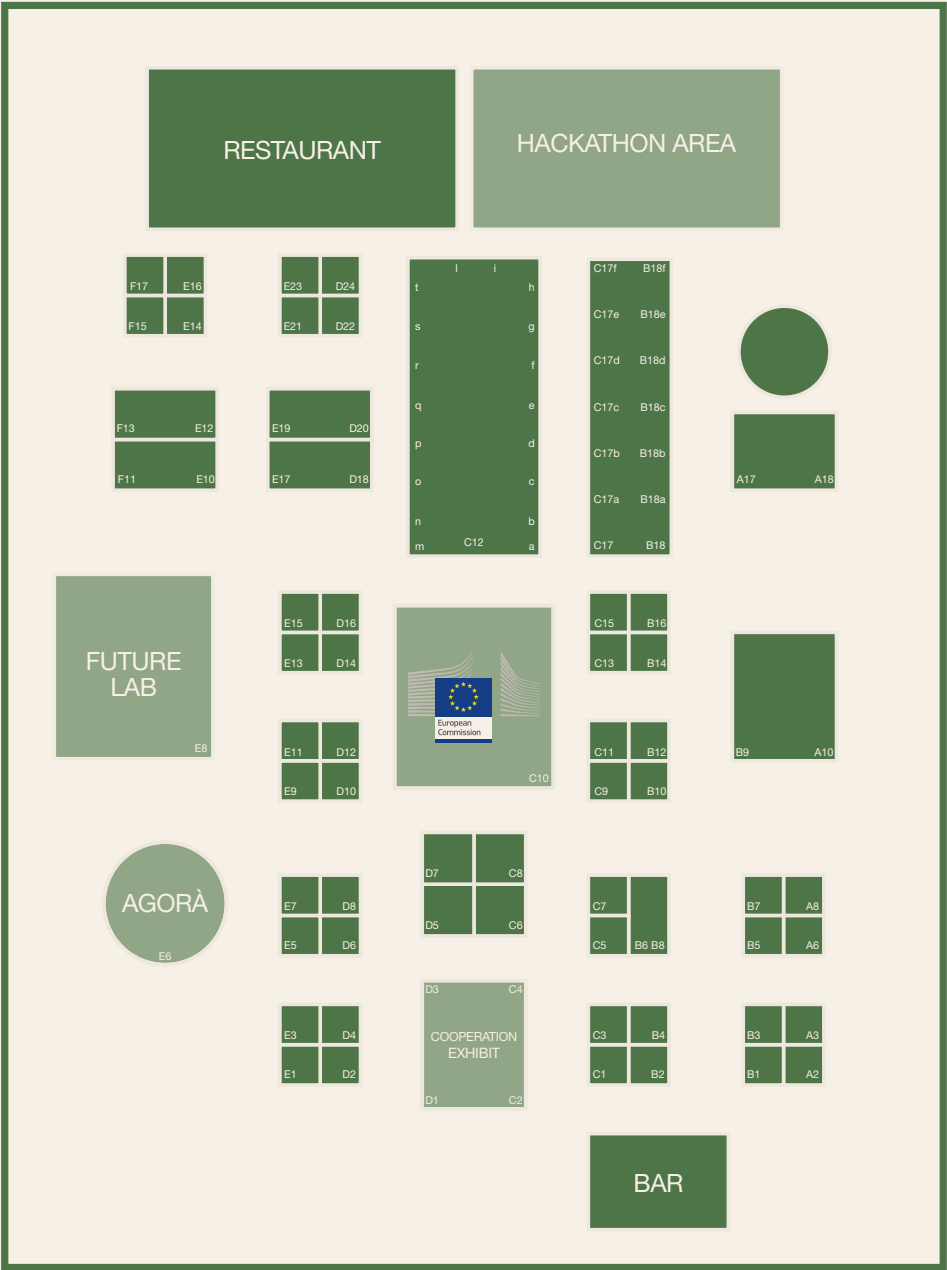 RESTAURANT
HACKATHON AREA
F17 E16
F15 E14
E23 D24
E21 D22
l i
t h
s g
r f
q e
p d
o c
n b
C12
m a
C17f B18f
C17e B18e
C17d B18d
C17c B18c
C17b B18b
C17a B18a
C17 B18
F13 E12
F11 E10
E19 D20
E17 D18
A17 A18
FUTURE
LAB
E8
E15 D16
E13 D14
European
Commission
C10
C15 B16
C13 B14
B9 A10
E11 D12
E9 D10
C11 B12
C9 B10
AGORÀ
E6
E7 D8
E5 D6
D7 C8
D5 C6
C7
C5 B6 B8
B7 A8
B5 A6
D3 C4
COOPERATION
EXHIBIT
D1 C2
E3 D4
E1 D2
C3 B4
C1 B2
B3 A3
B1 A2
BAR